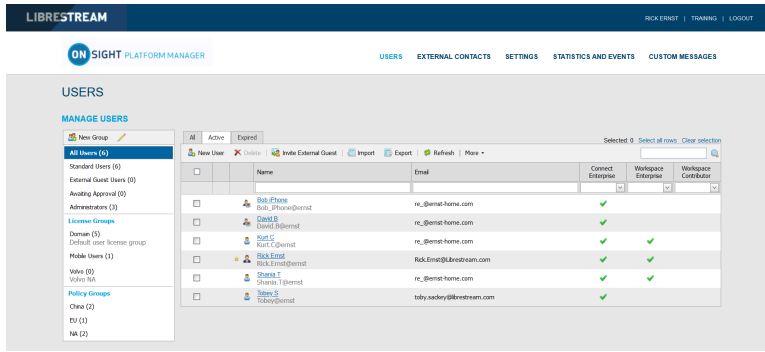 LIBRESTREAM
RICK ERNST | TRAINING | LOGOUT
ON SIGHT PLATFORM MANAGER
USERS EXTERNAL CONTACTS SETTINGS STATISTICS AND EVENTS CUSTOM MESSAGES
USERS
MANAGE USERS
New Group
All Users (6)
Standard Users (6)
External Guest Users (0)
Awaiting Approval (0)
Administrators (3)
License Groups
Domain (5)
Default user license group
Mobile Users (1)
Volvo (0)
Volvo NA
Policy Groups
China (2)
EU (1)
NA (2)
All Active Expired
Selected: 0 Select all rows Clear selection
New User Delete | Invite External Guest | Import Export | Refresh | More
Name Email Connect Enterprise Workspace Enterprise Workspace Contributor
Bob iPhone
Bob_iPhone@ernst re_@ernst-home.com
David B
David.B@ernst re_@ernst-home.com
Kurt C
Kurt.C@ernst re_@ernst-home.com
Rick Ernst
Rick.Ernst@ernst Rick.Ernst@Librestream.com
Shania T
Shania.T@ernst re_@ernst-home.com
Tobey S
Tobey@ernst toby.sackey@librestream.com